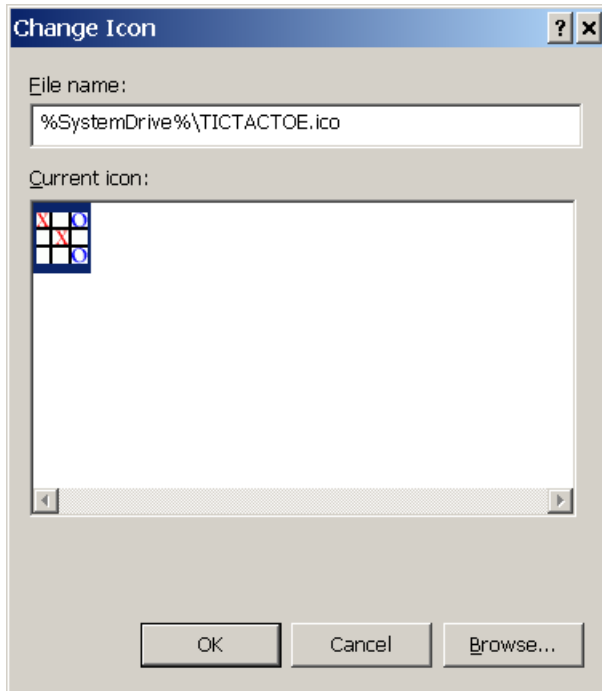 Change Icon
File name:
%SystemDrive%\TICTACTOE.ico
Current icon:
X O
X
O
OK Cancel Browse...